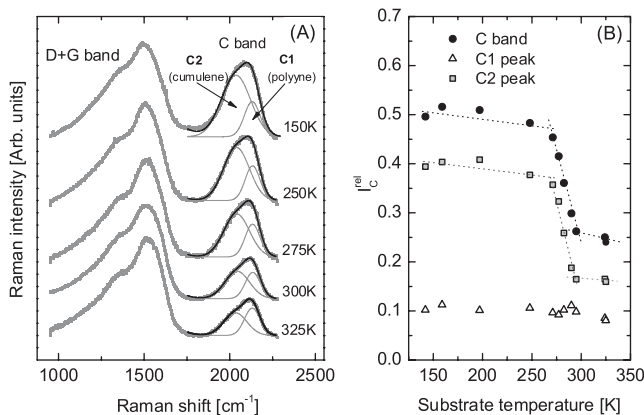 (A)
D+G band
C band
C2
(cumulene)
C1
(polyyne)
150K
250K
275K
300K
325K
Raman intensity [Arb. units]
1000
1500
2000
2500
Raman shift [cm⁻¹]
(B)
C band
C1 peak
C2 peak
0.7
0.6
0.5
0.4
0.3
0.2
0.1
0.0
I_C^rel
150
200
250
300
350
Substrate temperature [K]